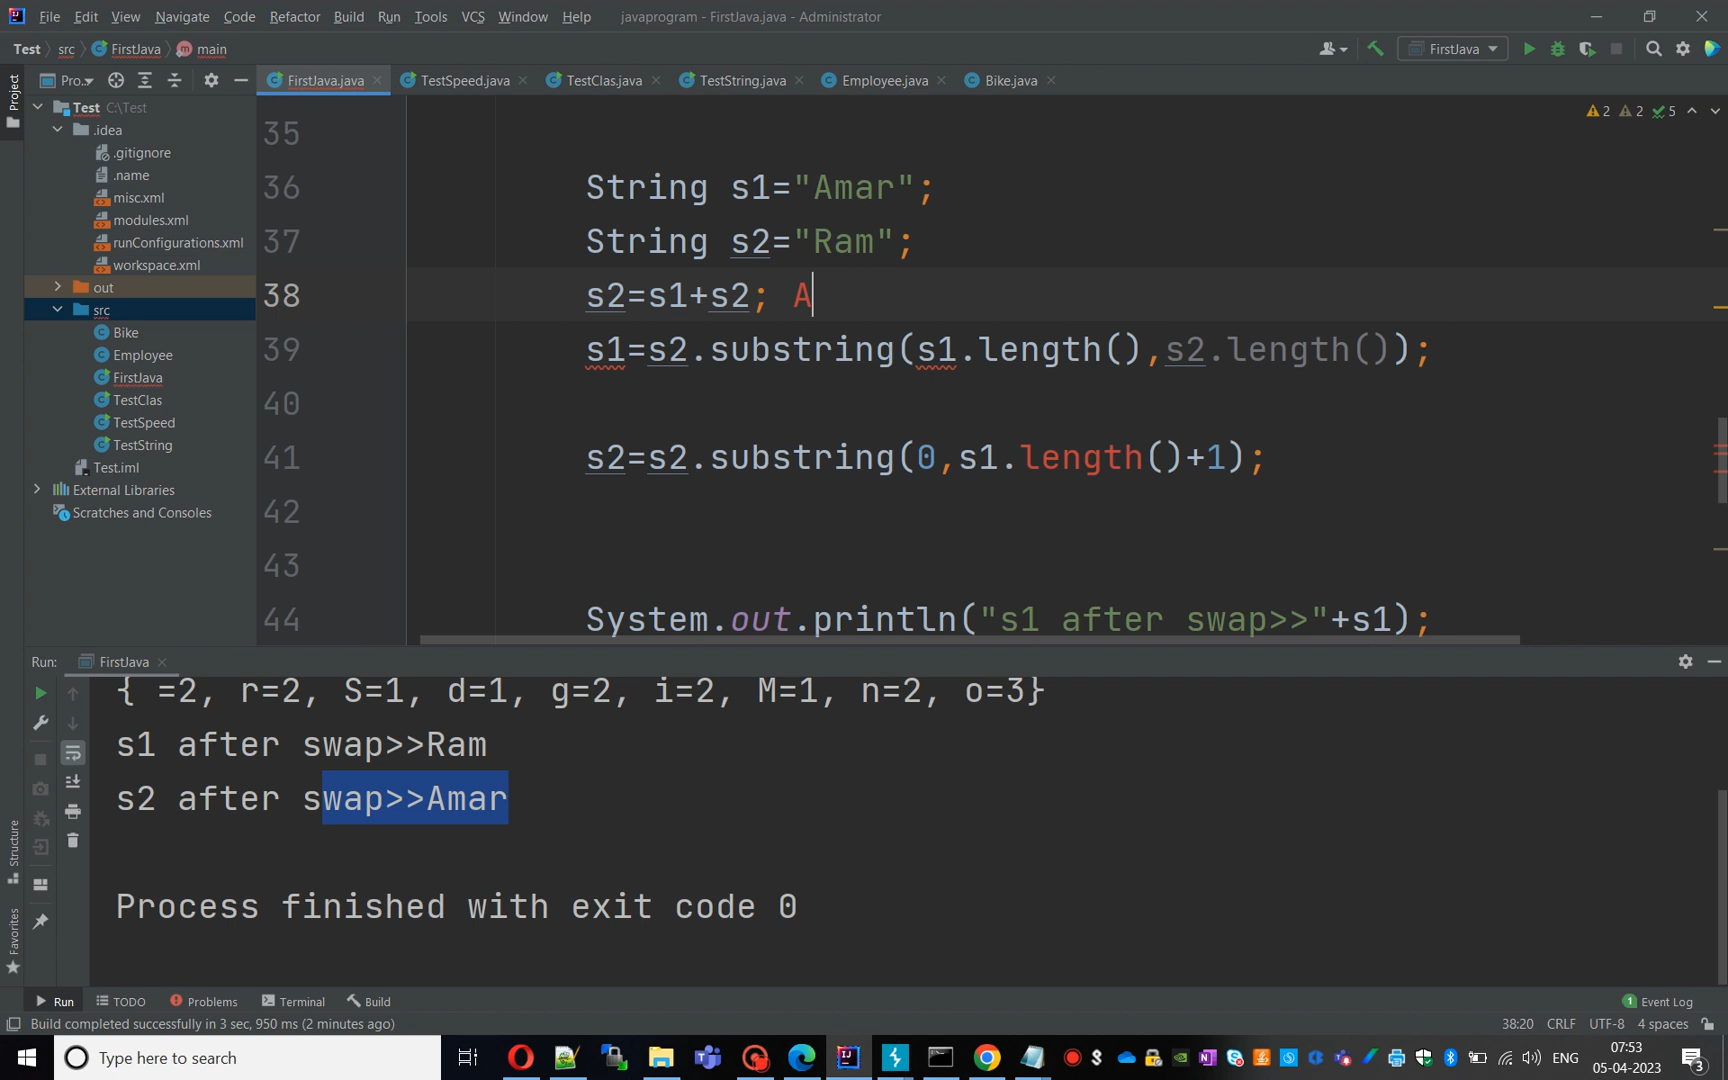 File Edit View Navigate Code Refactor Build Run Tools VCS Window Help javaprogram - FirstJava.java - Administrator
Test src FirstJava main FirstJava
Pro... FirstJava.java TestSpeed.java TestClas.java TestString.java Employee.java Bike.java
Project
Test C:\Test
.idea
.gitignore
.name
misc.xml
modules.xml
runConfigurations.xml
workspace.xml
out
src
Bike
Employee
FirstJava
TestClas
TestSpeed
TestString
Test.iml
External Libraries
Scratches and Consoles
2 2 5
35
36 String s1="Amar";
37 String s2="Ram";
38 s2=s1+s2; A
39 s1=s2.substring(s1.length(),s2.length());
40
41 s2=s2.substring(0,s1.length()+1);
42
43
44 System.out.println("s1 after swap>>"+s1);
Run: FirstJava
{ =2, r=2, S=1, d=1, g=2, i=2, M=1, n=2, o=3}
s1 after swap>>Ram
s2 after swap>>Amar
Process finished with exit code 0
Structure
Favorites
Run TODO Problems Terminal Build 1 Event Log
Build completed successfully in 3 sec, 950 ms (2 minutes ago) 38:20 CRLF UTF-8 4 spaces
Type here to search
ENG
07:53
05-04-2023
3